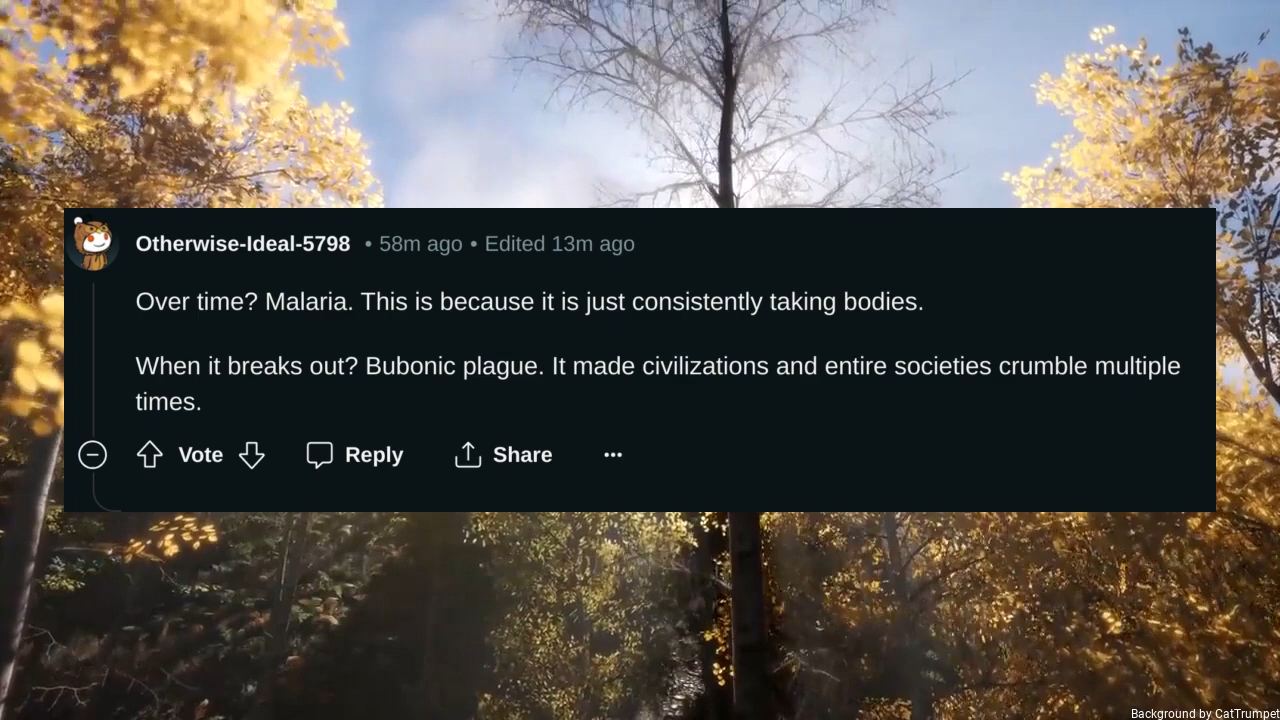 Otherwise-Ideal-5798 • 58m ago • Edited 13m ago
Over time? Malaria. This is because it is just consistently taking bodies.
When it breaks out? Bubonic plague. It made civilizations and entire societies crumble multiple
times.
Vote Reply Share ...
Background by CatTrumpet